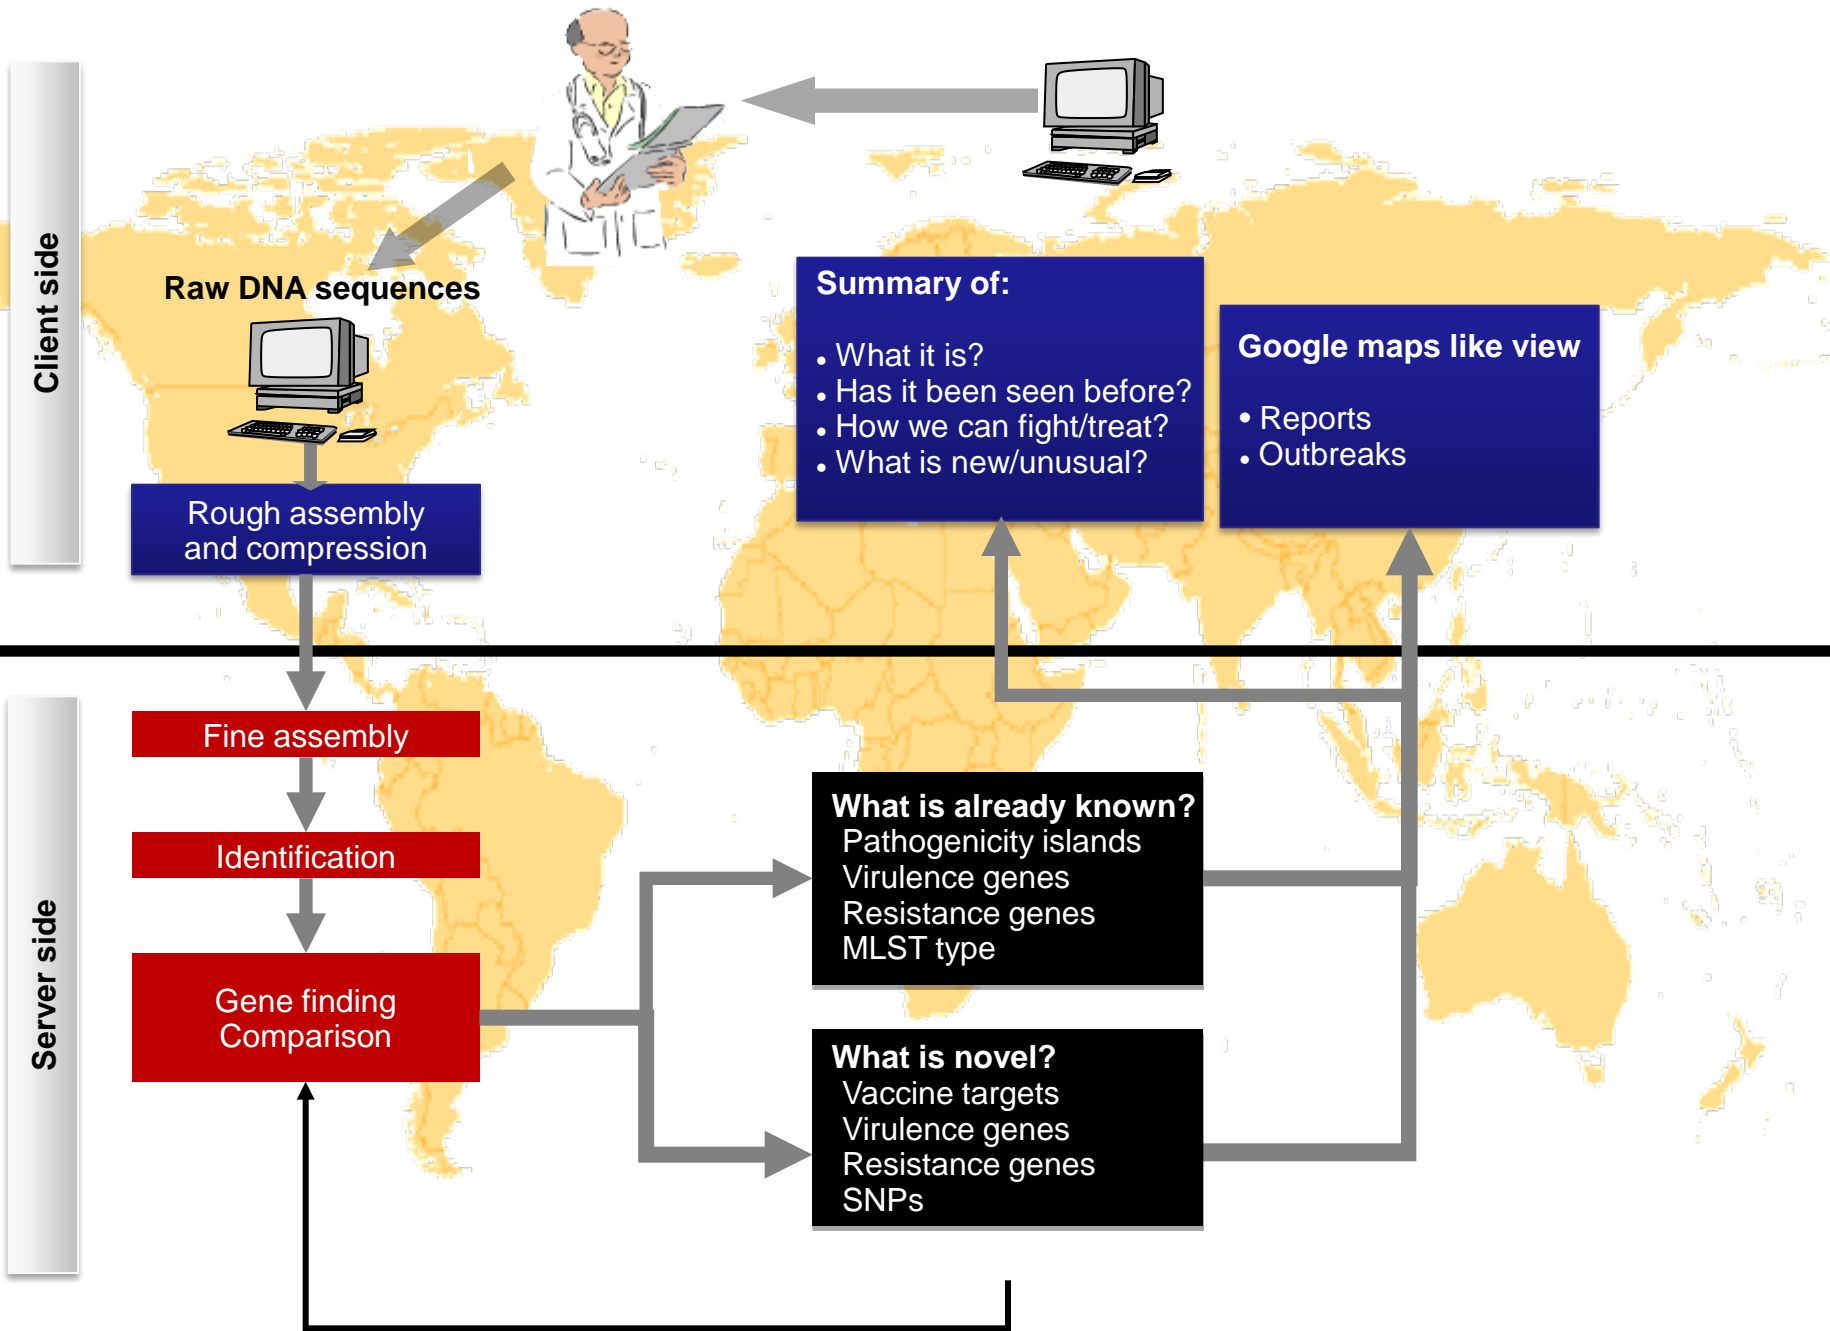 Client side
Raw DNA sequences
Rough assembly
and compression
Summary of:
• What it is?
• Has it been seen before?
• How we can fight/treat?
• What is new/unusual?
Google maps like view
• Reports
• Outbreaks
Server side
Fine assembly
Identification
Gene finding
Comparison
What is already known?
Pathogenicity islands
Virulence genes
Resistance genes
MLST type
What is novel?
Vaccine targets
Virulence genes
Resistance genes
SNPs